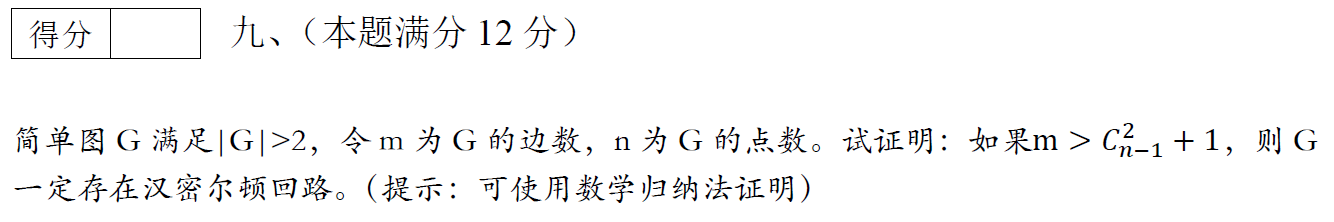 得分 九、（本题满分 12 分）
简单图 G 满足|G|>2，令 m 为 G 的边数，n 为 G 的点数。试证明：如果m > C_{n-1}^{2} + 1，则 G
一定存在汉密尔顿回路。（提示：可使用数学归纳法证明）